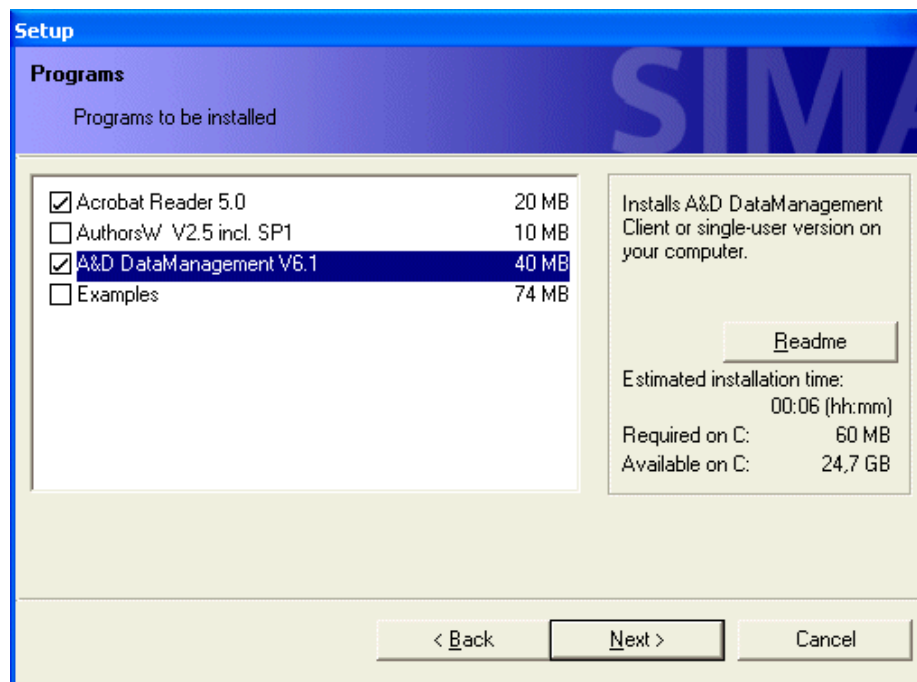 Setup
Programs
Programs to be installed
SIMA
Acrobat Reader 5.0 20 MB
AuthorsW V2.5 incl. SP1 10 MB
A&D DataManagement V6.1 40 MB
Examples 74 MB
Installs A&D DataManagement
Client or single-user version on
your computer.
Readme
Estimated installation time:
00:06 (hh:mm)
Required on C: 60 MB
Available on C: 24,7 GB
< Back Next > Cancel